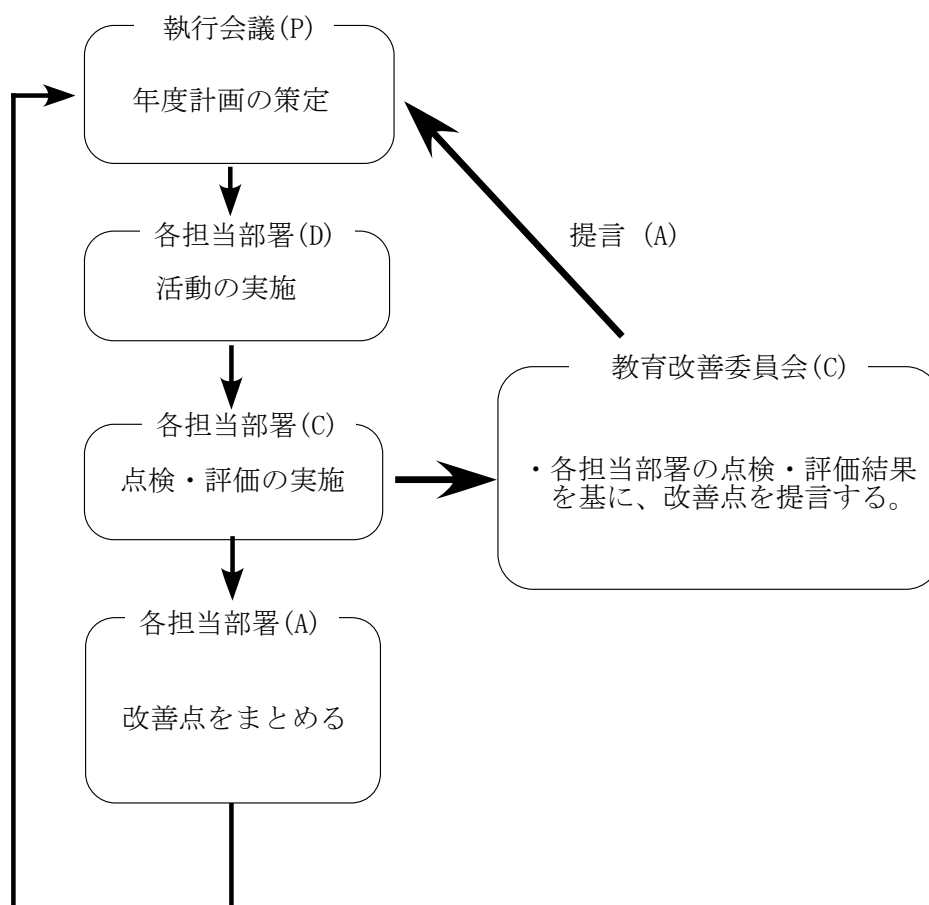 執行会議(P)
年度計画の策定
各担当部署(D)
活動の実施
提言 (A)
各担当部署(C)
点検・評価の実施
教育改善委員会(C)
・各担当部署の点検・評価結果
を基に、改善点を提言する。
各担当部署(A)
改善点をまとめる